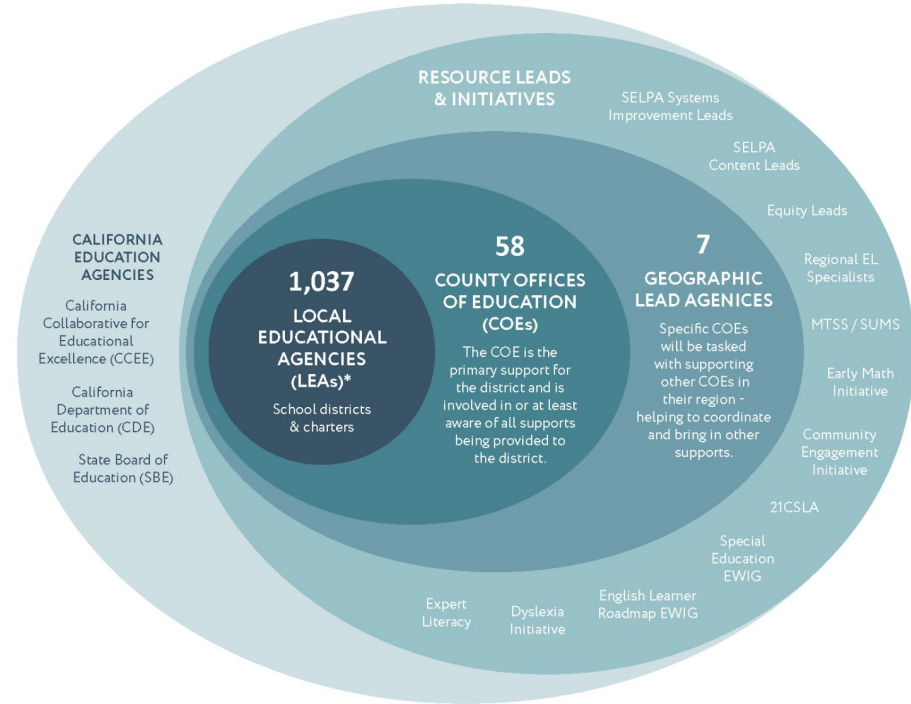 RESOURCE LEADS
& INITIATIVES
SELPA Systems
Improvement Leads
SELPA
Content Leads
Equity Leads
Regional EL
Specialists
MTSS / SUMS
Early Math
Initiative
Community
Engagement
Initiative
21CSLA
Special
Education
EWIG
English Learner
Roadmap EWIG
Dyslexia
Initiative
Expert
Literacy
CALIFORNIA
EDUCATION
AGENCIES
California
Collaborative for
Educational
Excellence (CCEE)
California
Department of
Education (CDE)
State Board of
Education (SBE)
1,037
LOCAL
EDUCATIONAL
AGENCIES
(LEAs)*
School districts
& charters
58
COUNTY OFFICES
OF EDUCATION
(COEs)
The COE is the
primary support for
the district and is
involved in or at least
aware of all supports
being provided to
the district.
7
GEOGRAPHIC
LEAD AGENICES
Specific COEs
will be tasked
with supporting
other COEs in
their region -
helping to coordinate
and bring in other
supports.